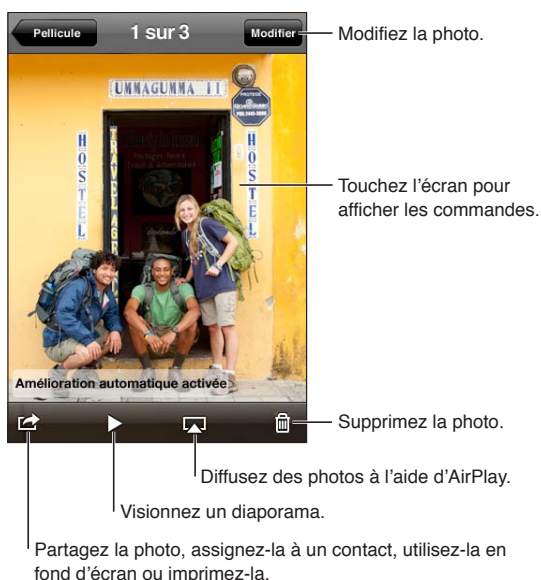 Pellicule
1 sur 3
Modifier
Modifiez la photo.
UMMAGUMMA II
PROTEGE
HOSTEL
TRAVEL AGEN
HOSTEL
Touchez l'écran pour
afficher les commandes.
Amélioration automatique activée
Supprimez la photo.
Diffusez des photos à l'aide d'AirPlay.
Visionnez un diaporama.
Partagez la photo, assignez-la à un contact, utilisez-la en
fond d'écran ou imprimez-la.